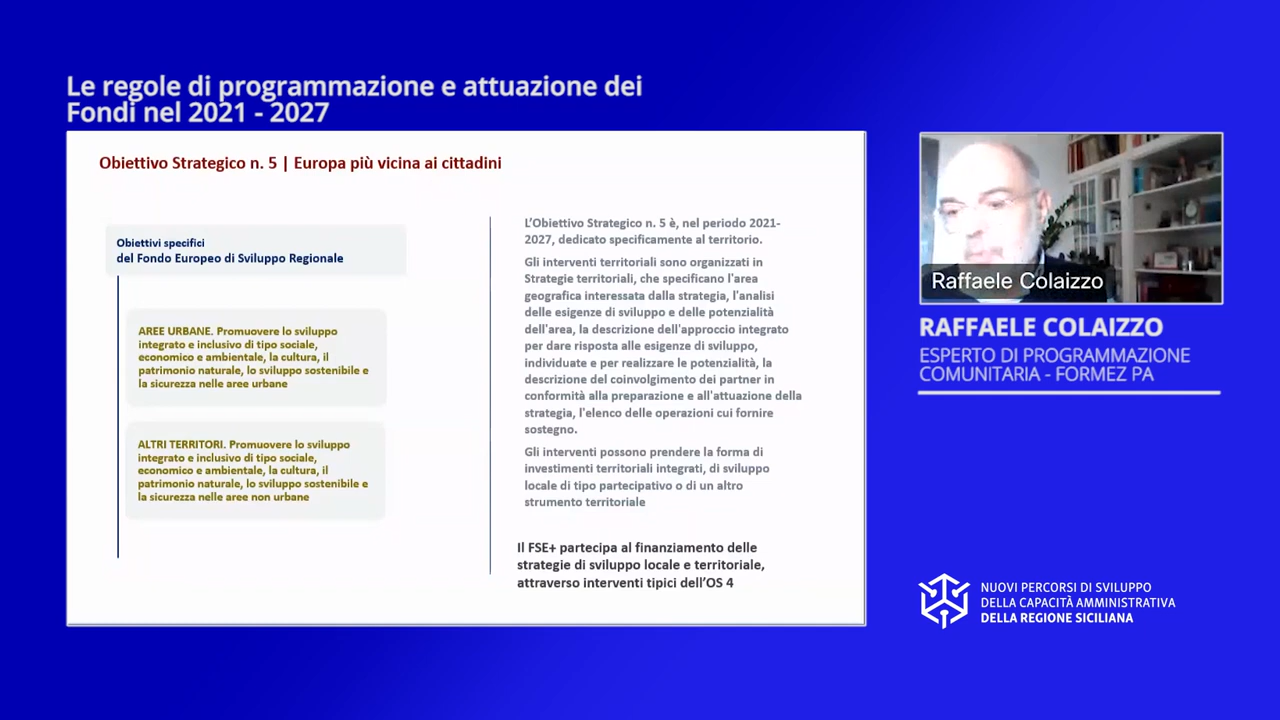 Le regole di programmazione e attuazione dei
Fondi nel 2021 - 2027
Obiettivo Strategico n. 5 | Europa più vicina ai cittadini
Obiettivi specifici
del Fondo Europeo di Sviluppo Regionale
AREE URBANE. Promuovere lo sviluppo
integrato e inclusivo di tipo sociale,
economico e ambientale, la cultura, il
patrimonio naturale, lo sviluppo sostenibile e
la sicurezza nelle aree urbane
ALTRI TERRITORI. Promuovere lo sviluppo
integrato e inclusivo di tipo sociale,
economico e ambientale, la cultura, il
patrimonio naturale, lo sviluppo sostenibile e
la sicurezza nelle aree non urbane
L'Obiettivo Strategico n. 5 è, nel periodo 2021-
2027, dedicato specificamente al territorio.
Gli interventi territoriali sono organizzati in
Strategie territoriali, che specificano l'area
geografica interessata dalla strategia, l'analisi
delle esigenze di sviluppo e delle potenzialità
dell'area, la descrizione dell'approccio integrato
per dare risposta alle esigenze di sviluppo,
individuate e per realizzare le potenzialità, la
descrizione del coinvolgimento dei partner in
conformità alla preparazione e all'attuazione della
strategia, l'elenco delle operazioni cui fornire
sostegno.
Gli interventi possono prendere la forma di
investimenti territoriali integrati, di sviluppo
locale di tipo partecipativo o di un altro
strumento territoriale
Il FSE+ partecipa al finanziamento delle
strategie di sviluppo locale e territoriale,
attraverso interventi tipici dell'OS 4
Raffaele Colaizzo
RAFFAELE COLAIZZO
ESPERTO DI PROGRAMMAZIONE
COMUNITARIA - FORMEZ PA
NUOVI PERCORSI DI SVILUPPO
DELLA CAPACITÀ AMMINISTRATIVA
DELLA REGIONE SICILIANA